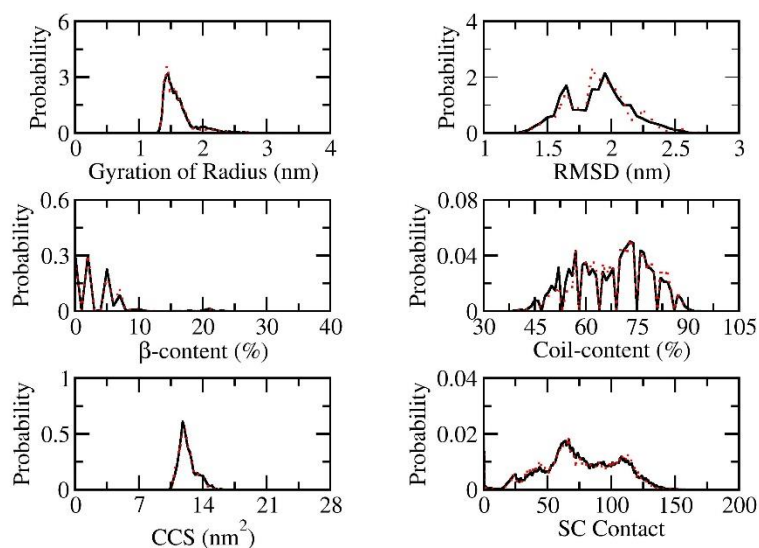 6
3
0
0 1 2 3 4
Probability
Gyration of Radius (nm)
4
2
0
1 1.5 2 2.5 3
Probability
RMSD (nm)
0.6
0.3
0
0 10 20 30 40
Probability
β-content (%)
0.08
0.04
0
30 45 60 75 90 105
Probability
Coil-content (%)
1
0.5
0
0 7 14 21 28
Probability
CCS (nm²)
0.04
0.02
0
0 50 100 150 200
Probability
SC Contact